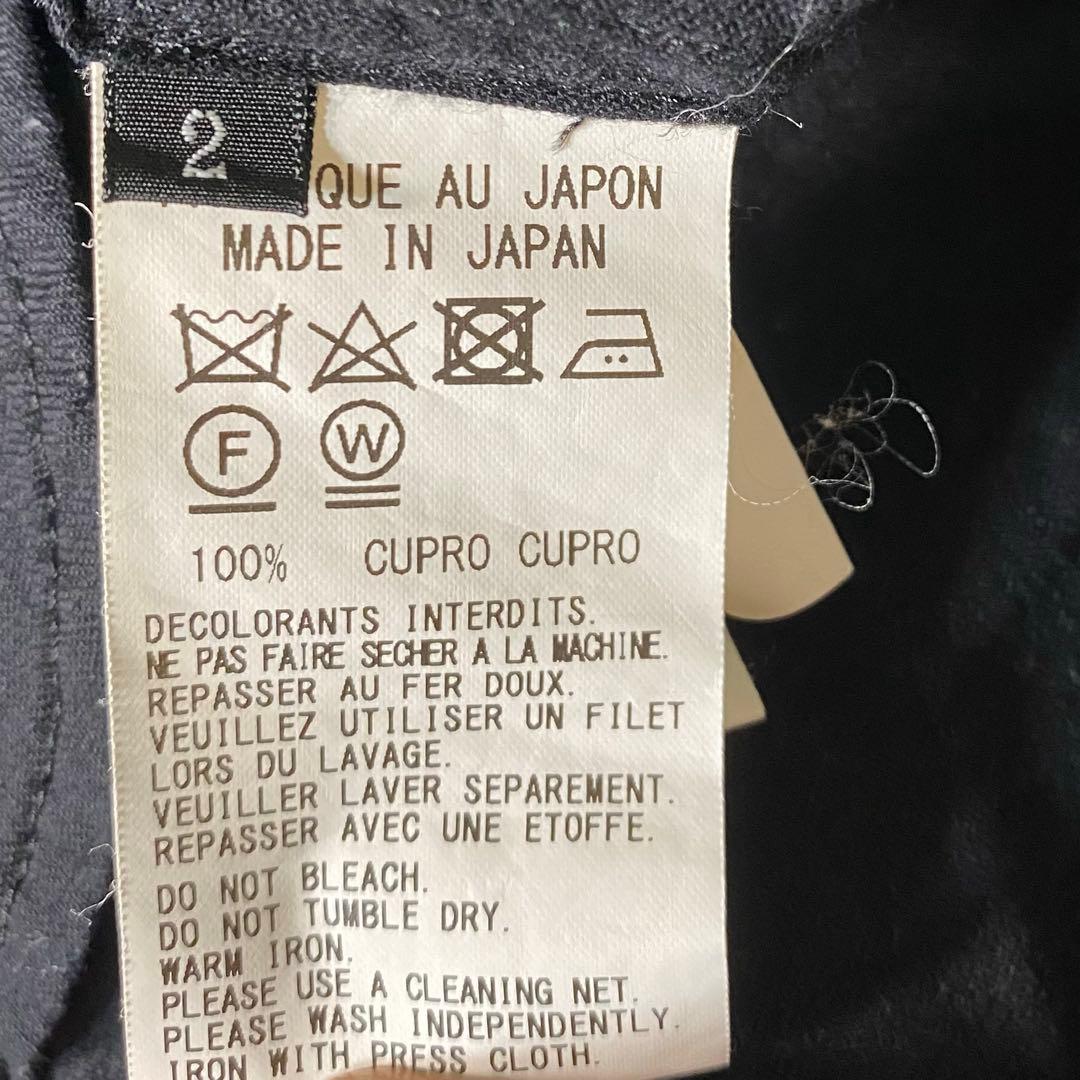 2
QUE AU JAPON
MADE IN JAPAN
F
W
100% CUPRO CUPRO
DECOLORANTS INTERDITS.
NE PAS FAIRE SECHER A LA MACHINE.
REPASSER AU FER DOUX.
VEUILLEZ UTILISER UN FILET
LORS DU LAVAGE.
VEUILLER LAVER SEPAREMENT.
REPASSER AVEC UNE ETOFFE.
DO NOT BLEACH.
DO NOT TUMBLE DRY.
WARM IRON.
PLEASE USE A CLEANING NET.
PLEASE WASH INDEPENDENTLY.
IRON WITH PRESS CLOTH.